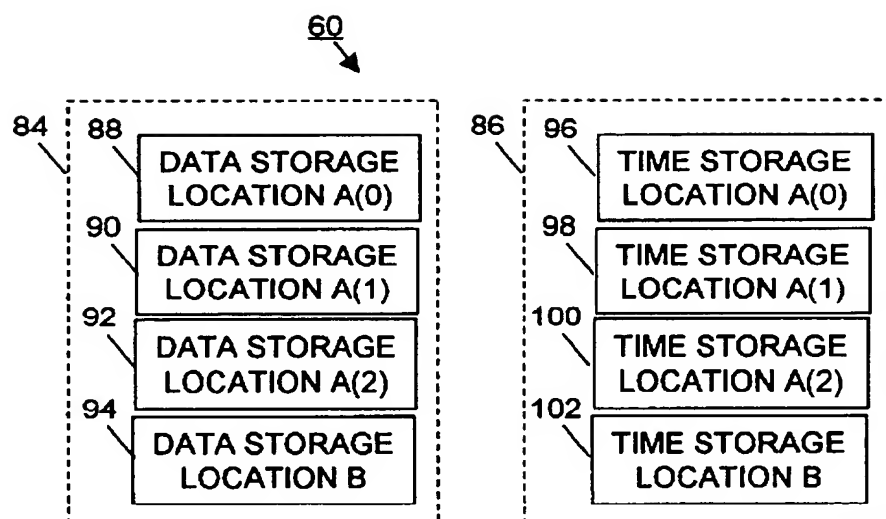 60
84
88
DATA STORAGE
LOCATION A(0)
90
DATA STORAGE
LOCATION A(1)
92
DATA STORAGE
LOCATION A(2)
94
DATA STORAGE
LOCATION B
86
96
TIME STORAGE
LOCATION A(0)
98
TIME STORAGE
LOCATION A(1)
100
TIME STORAGE
LOCATION A(2)
102
TIME STORAGE
LOCATION B